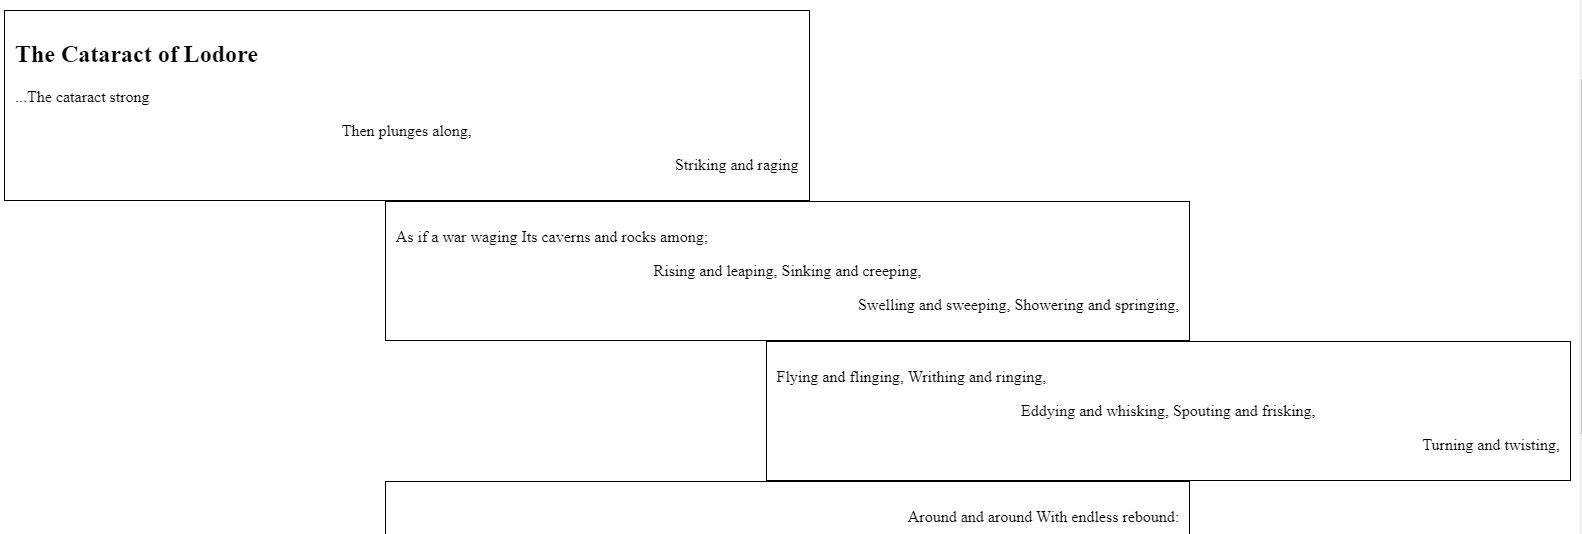 The Cataract of Lodore
...The cataract strong
Then plunges along,
Striking and raging
As if a war waging Its caverns and rocks among;
Rising and leaping, Sinking and creeping,
Swelling and sweeping, Showering and springing,
Flying and flinging, Writhing and ringing,
Eddying and whisking, Spouting and frisking,
Turning and twisting,
Around and around With endless rebound: